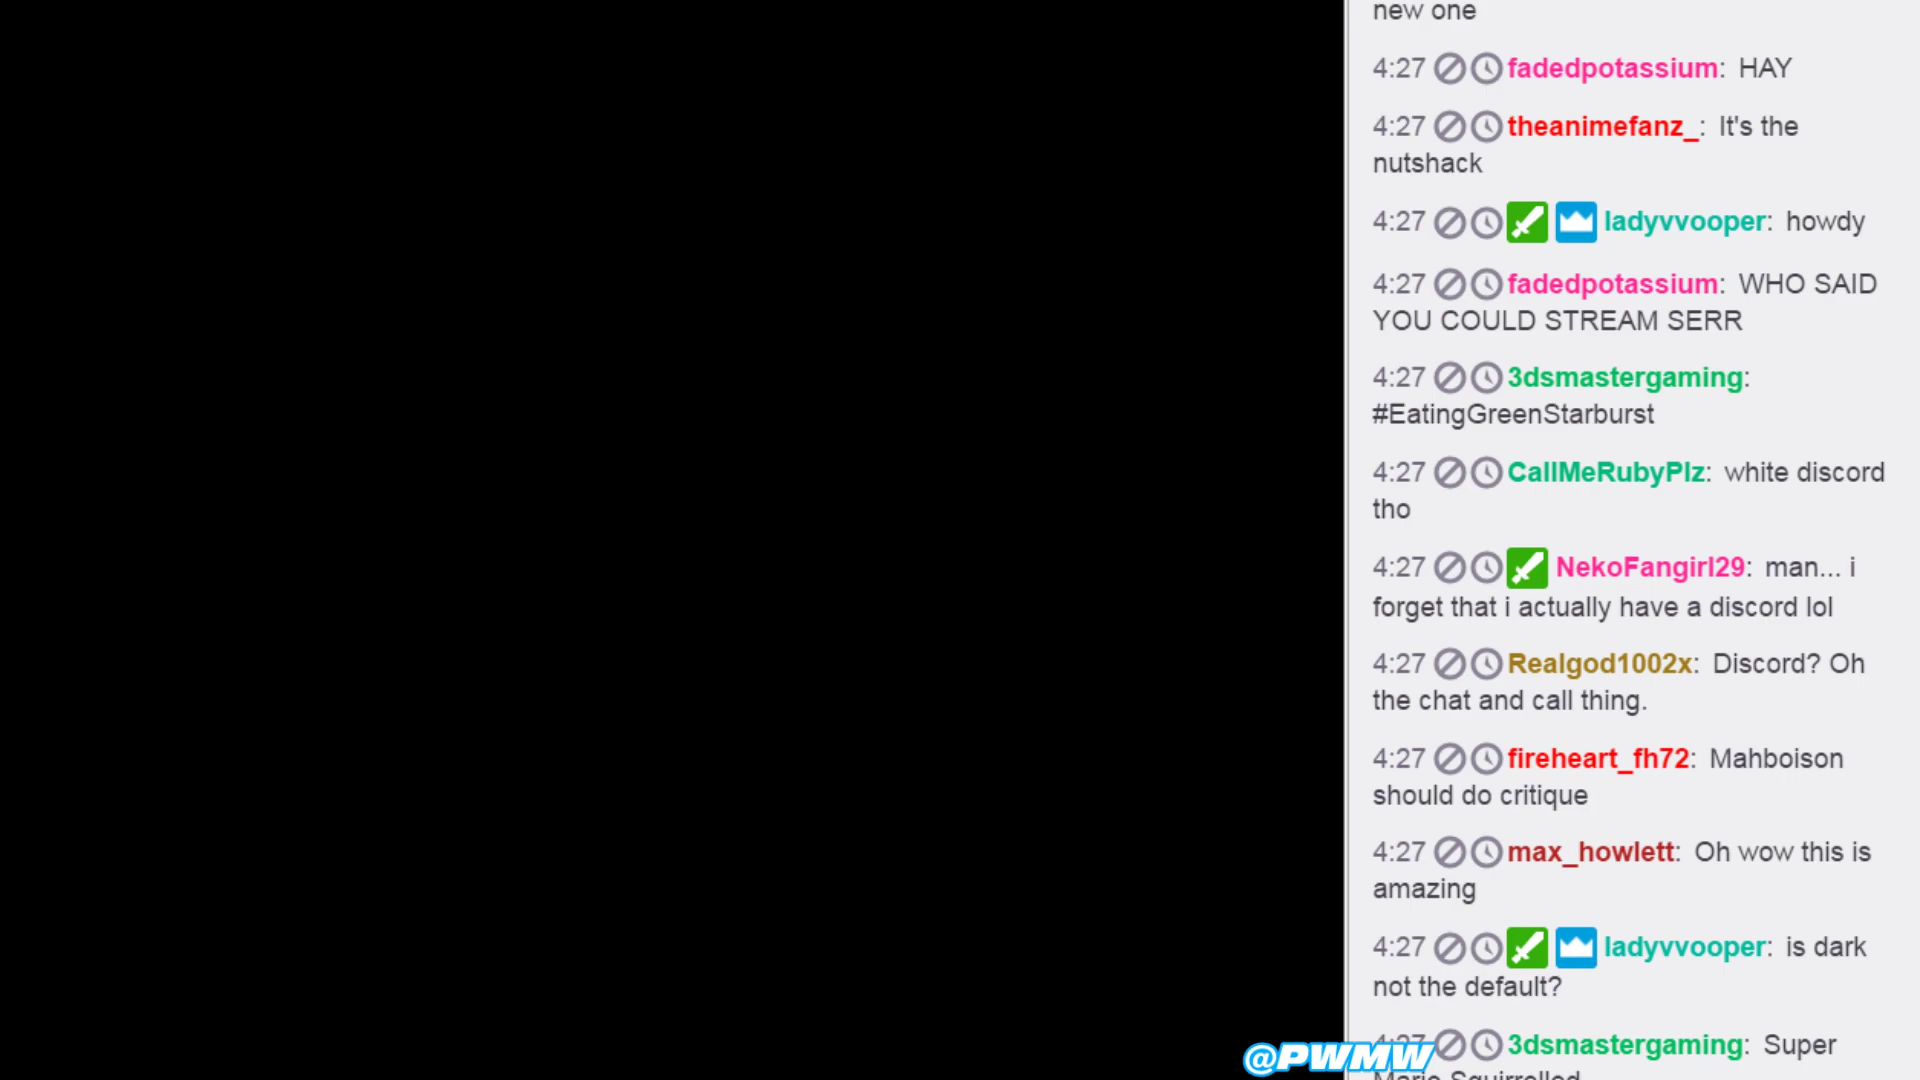 new one
4:27 fadedpotassium: HAY
4:27 theanimefanz_: It's the
nutshack
4:27 ladyvvooper: howdy
4:27 fadedpotassium: WHO SAID
YOU COULD STREAM SERR
4:27 3dsmastergaming:
#EatingGreenStarburst
4:27 CallMeRubyPlz: white discord
tho
4:27 NekoFangirl29: man... i
forget that i actually have a discord lol
4:27 Realgod1002x: Discord? Oh
the chat and call thing.
4:27 fireheart_fh72: Mahboison
should do critique
4:27 max_howlett: Oh wow this is
amazing
4:27 ladyvvooper: is dark
not the default?
4:27 3dsmastergaming: Super
Mario Squirrelled
@PWMW